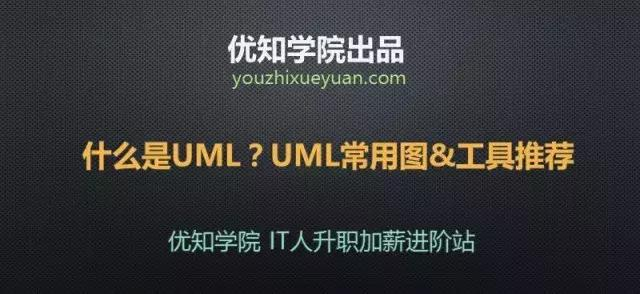 优知学院出品
youzhixueyuan.com
什么是UML？UML常用图&工具推荐
优知学院 IT人升职加薪进阶站